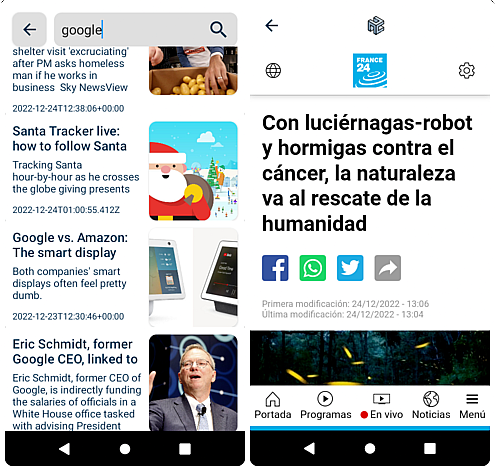 google
shelter visit 'excruciating'
after PM asks homeless
man if he works in
business  Sky NewsView
2022-12-24T12:38:06+00:00
Santa Tracker live:
how to follow Santa
Tracking Santa
hour-by-hour as he crosses
the globe giving presents
2022-12-24T01:00:55.412Z
Google vs. Amazon:
The smart display
Both companies' smart
displays often feel pretty
dumb.
2022-12-23T12:30:46+00:00
Eric Schmidt, former
Google CEO, linked to
Eric Schmidt, former CEO of
Google, is indirectly funding
the salaries of officials in a
White House office tasked
with advising President
FRANCE
24
Con luciérnagas-robot
y hormigas contra el
cáncer, la naturaleza
va al rescate de la
humanidad
Primera modificación: 24/12/2022 - 13:06
Última modificación: 24/12/2022 - 13:04
Portada Programas En vivo Noticias Menú